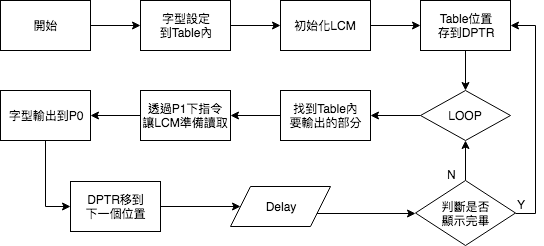 開始
字型設定
到Table內
初始化LCM
Table位置
存到DPTR
LOOP
找到Table內
要輸出的部分
透過P1下指令
讓LCM準備讀取
字型輸出到P0
DPTR移到
下一個位置
Delay
判斷是否
顯示完畢
N
Y